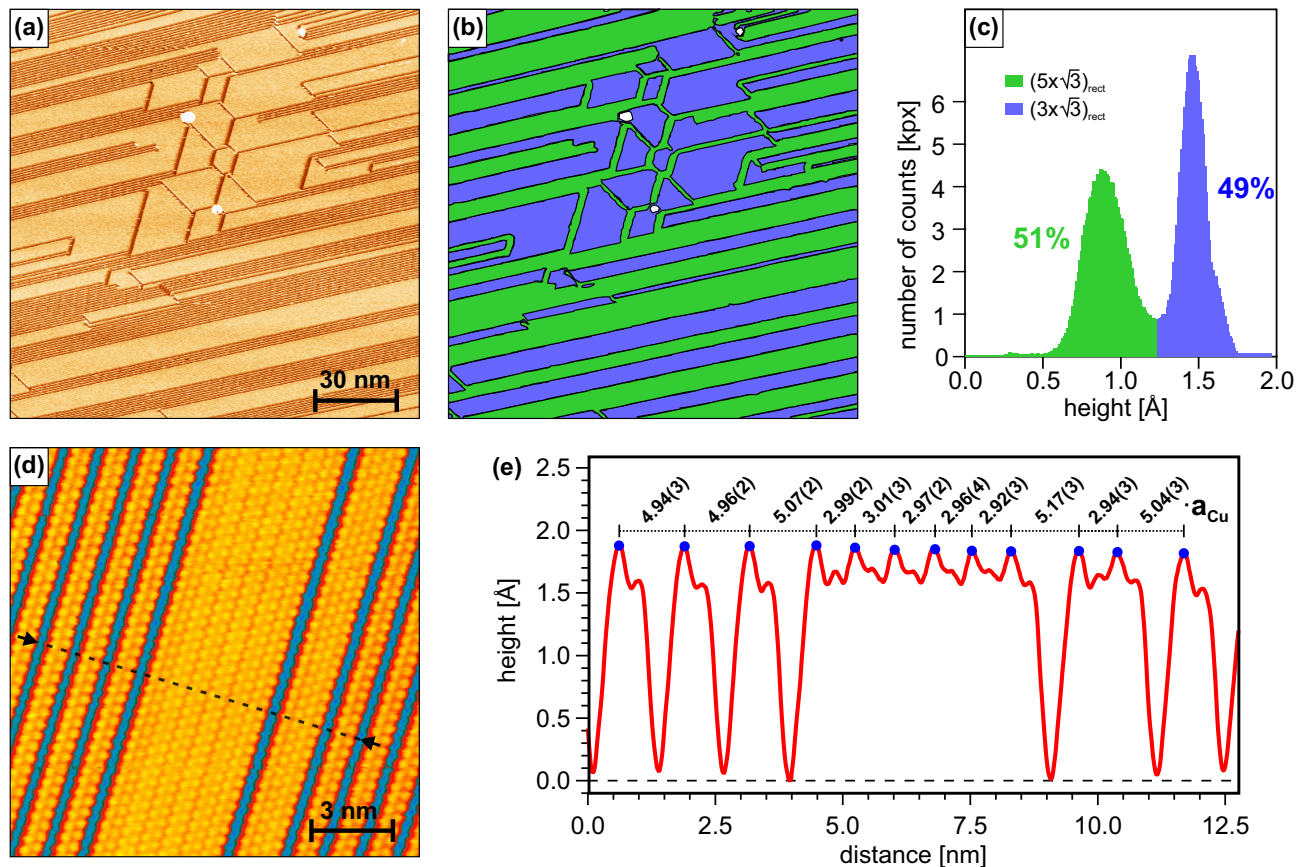 (a)
30 nm
(b)
(c)
number of counts [kpx]
6
5
4
3
2
1
0
(5x√3)rect
(3x√3)rect
51%
49%
0.0 0.5 1.0 1.5 2.0
height [Å]
(d)
3 nm
(e)
height [Å]
2.5
2.0
1.5
1.0
0.5
0.0
4.94(3) 4.96(2) 5.07(2) 2.99(2) 3.01(3) 2.97(2) 2.96(4) 2.92(3) 5.17(3) 2.94(3) 5.04(3) ·aCu
0.0 2.5 5.0 7.5 10.0 12.5
distance [nm]